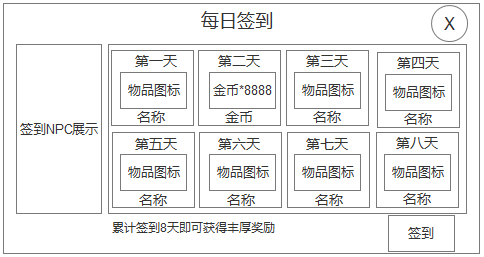 每日签到
X
签到NPC展示
第一天
物品图标
名称
第二天
金币*8888
金币
第三天
物品图标
名称
第四天
物品图标
名称
第五天
物品图标
名称
第六天
物品图标
名称
第七天
物品图标
名称
第八天
物品图标
名称
累计签到8天即可获得丰厚奖励
签到